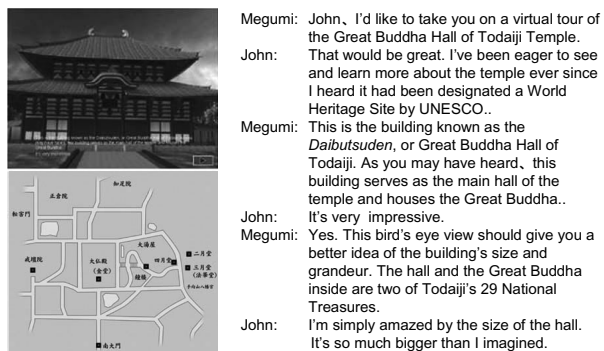 Megumi: John、I'd like to take you on a virtual tour of
the Great Buddha Hall of Todaiji Temple.
John: That would be great. I've been eager to see
and learn more about the temple ever since
I heard it had been designated a World
Heritage Site by UNESCO..
Megumi: This is the building known as the
Daibutsuden, or Great Buddha Hall of
Todaiji. As you may have heard、this
building serves as the main hall of the
temple and houses the Great Buddha..
John: It's very impressive.
Megumi: Yes. This bird's eye view should give you a
better idea of the building's size and
grandeur. The hall and the Great Buddha
inside are two of Todaiji's 29 National
Treasures.
John: I'm simply amazed by the size of the hall.
It's so much bigger than I imagined.
知足院
正倉院
転害門
大湯屋
戒壇院
大仏殿
(金堂)
四月堂
二月堂
三月堂
(法華堂)
鐘楼
手向山八幡宮
南大門